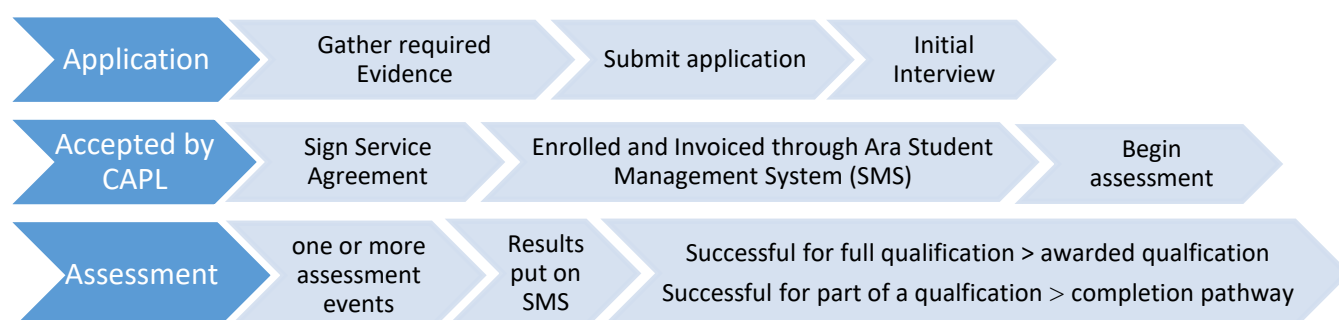 Application
Gather required
Evidence
Submit application
Initial
Interview
Accepted by
CAPL
Sign Service
Agreement
Enrolled and Invoiced through Ara Student
Management System (SMS)
Begin
assessment
Assessment
one or more
assessment
events
Results
put on
SMS
Successful for full qualification > awarded qualfication
Successful for part of a qualfication > completion pathway